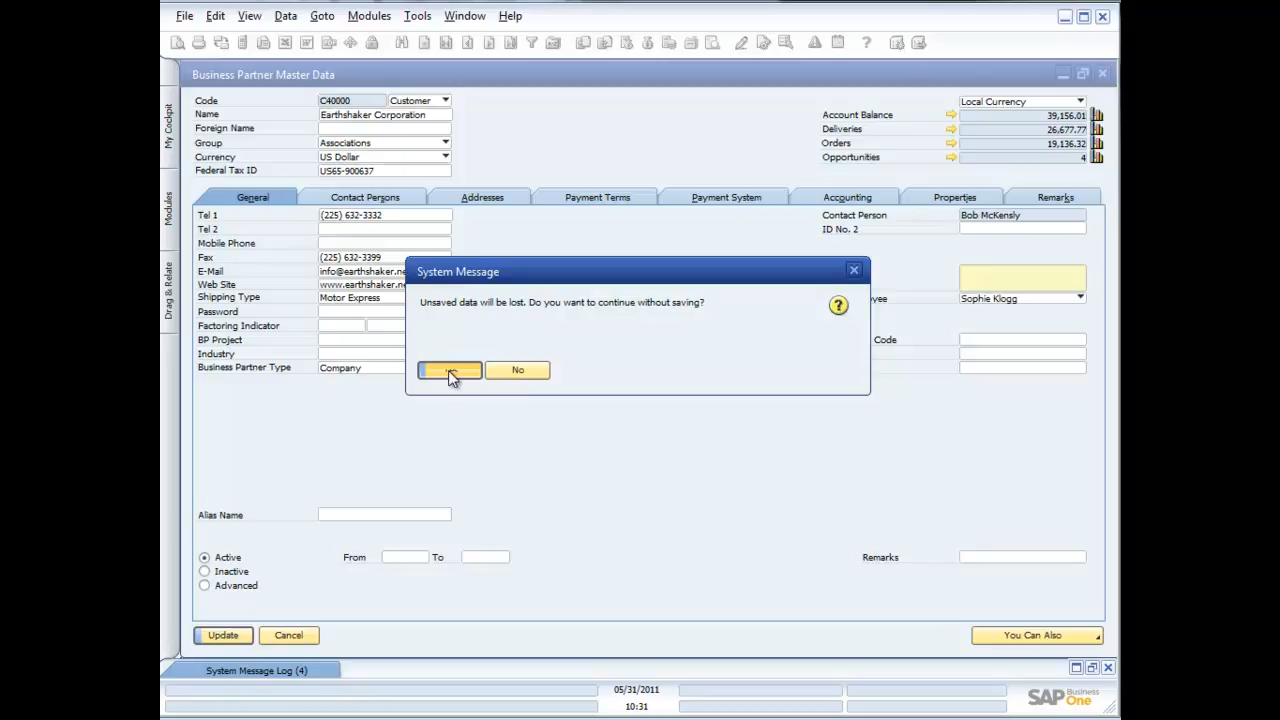 File Edit View Data Goto Modules Tools Window Help
Business Partner Master Data
My Cockpit
Modules
Drag & Relate
Code C40000 Customer Local Currency
Name Earthshaker Corporation Account Balance 39,156.01
Foreign Name Deliveries 26,677.77
Group Associations Orders 19,136.32
Currency US Dollar Opportunities 4
Federal Tax ID US65-900637
General Contact Persons Addresses Payment Terms Payment System Accounting Properties Remarks
Tel 1 (225) 632-3332 Contact Person Bob McKensly
Tel 2 ID No. 2
Mobile Phone
Fax (225) 632-3399
E-Mail info@earthshaker.ne
Web Site www.earthshaker.ne
Shipping Type Motor Express Sophie Klogg
Password
Factoring Indicator
BP Project Code
Industry
Business Partner Type Company
System Message
Unsaved data will be lost. Do you want to continue without saving?
?
No
Alias Name
Active From To Remarks
Inactive
Advanced
Update Cancel You Can Also
System Message Log (4)
05/31/2011
10:31
SAP Business One